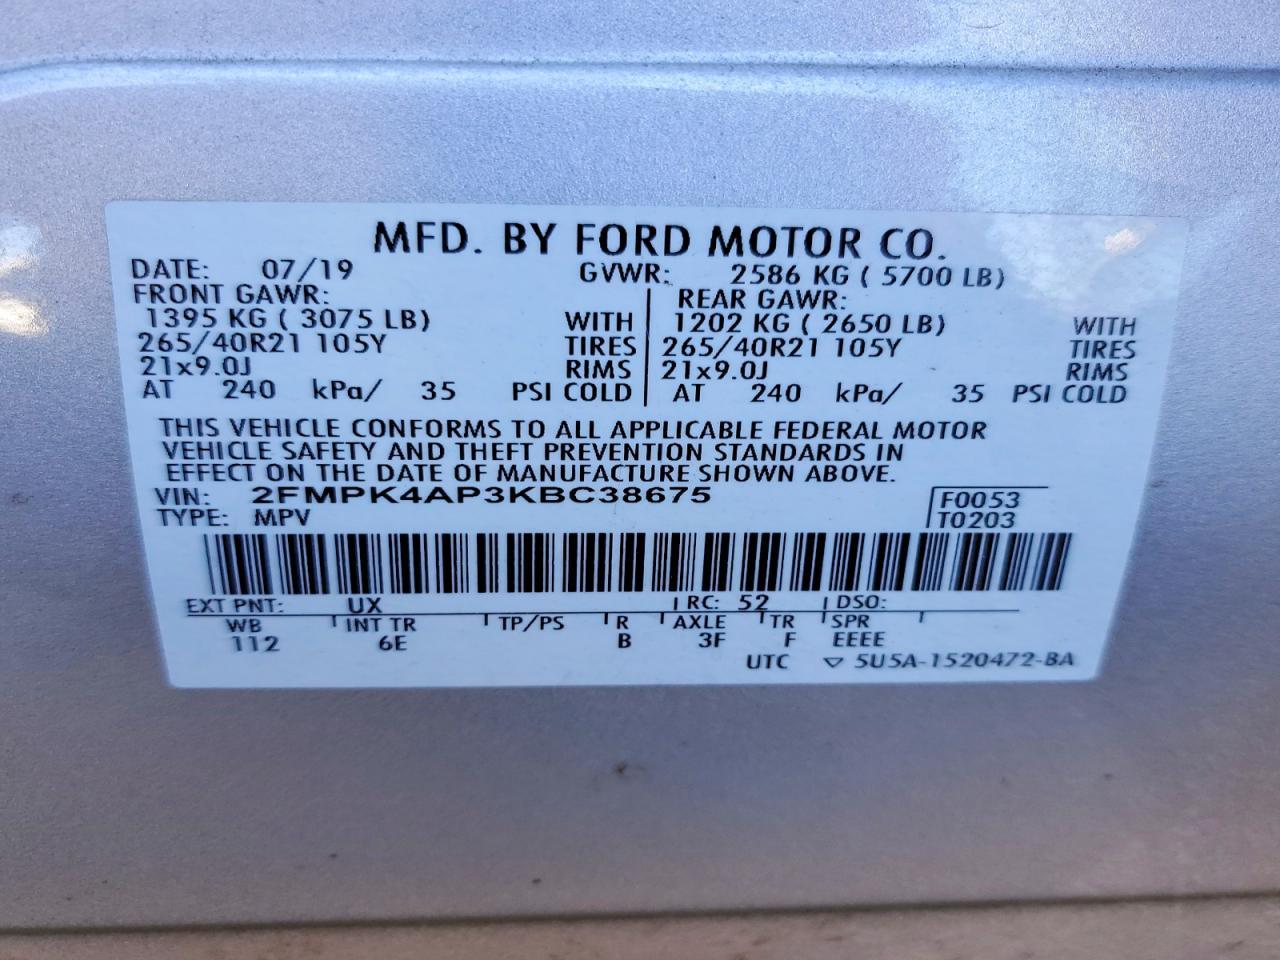 MFD. BY FORD MOTOR CO.
DATE: 07/19 GVWR: 2586 KG ( 5700 LB)
FRONT GAWR: REAR GAWR:
1395 KG ( 3075 LB) WITH 1202 KG ( 2650 LB) WITH
265/40R21 105Y TIRES 265/40R21 105Y TIRES
21x9.0J RIMS 21x9.0J RIMS
AT 240 kPa/ 35 PSI COLD AT 240 kPa/ 35 PSI COLD
THIS VEHICLE CONFORMS TO ALL APPLICABLE FEDERAL MOTOR
VEHICLE SAFETY AND THEFT PREVENTION STANDARDS IN
EFFECT ON THE DATE OF MANUFACTURE SHOWN ABOVE.
VIN: 2FMPK4AP3KBC38675 F0053
TYPE: MPV T0203
EXT PNT: UX RC: 52 DSO:
WB INT TR TP/PS R AXLE TR SPR
112 6E B 3F F EEEE
UTC ▽ 5U5A-1520472-BA